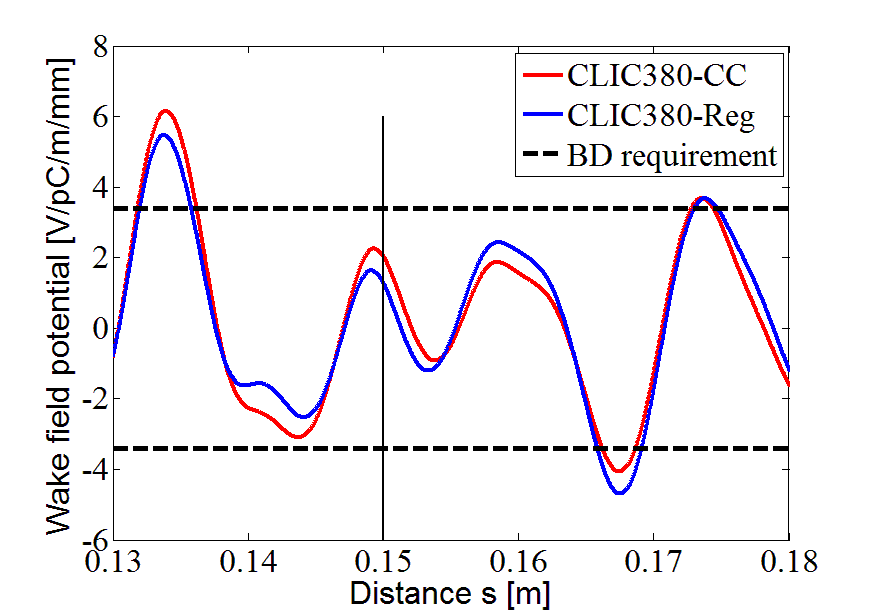 8
6
4
2
0
-2
-4
-6
Wake field potential [V/pC/m/mm]
CLIC380-CC
CLIC380-Reg
BD requirement
0.13 0.14 0.15 0.16 0.17 0.18
Distance s [m]